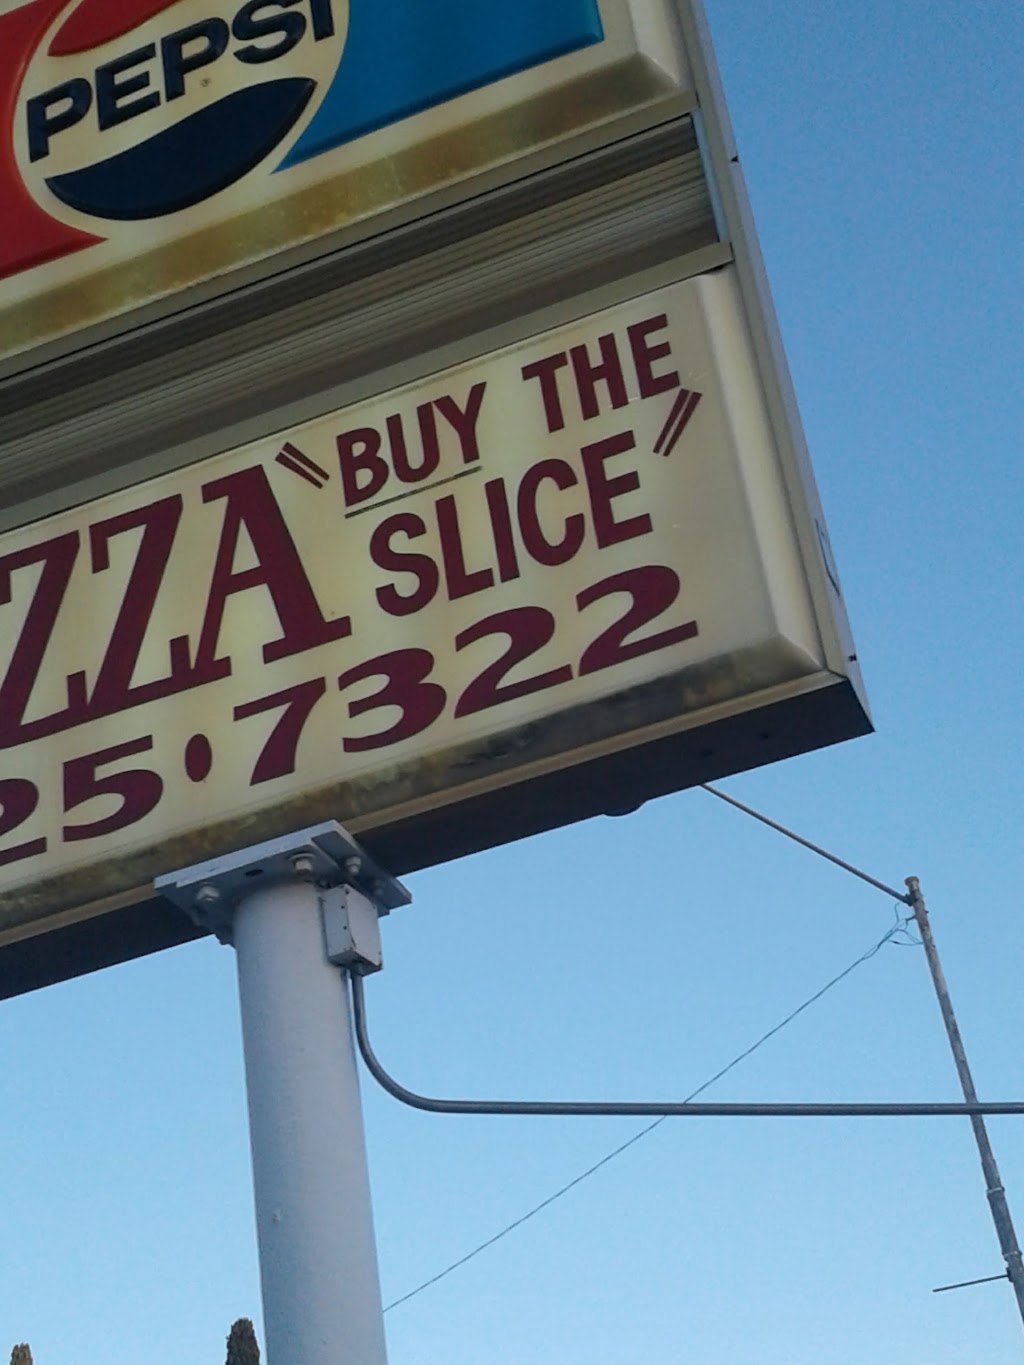 PEPSI
ZZA "BUY THE
SLICE"
25·7322